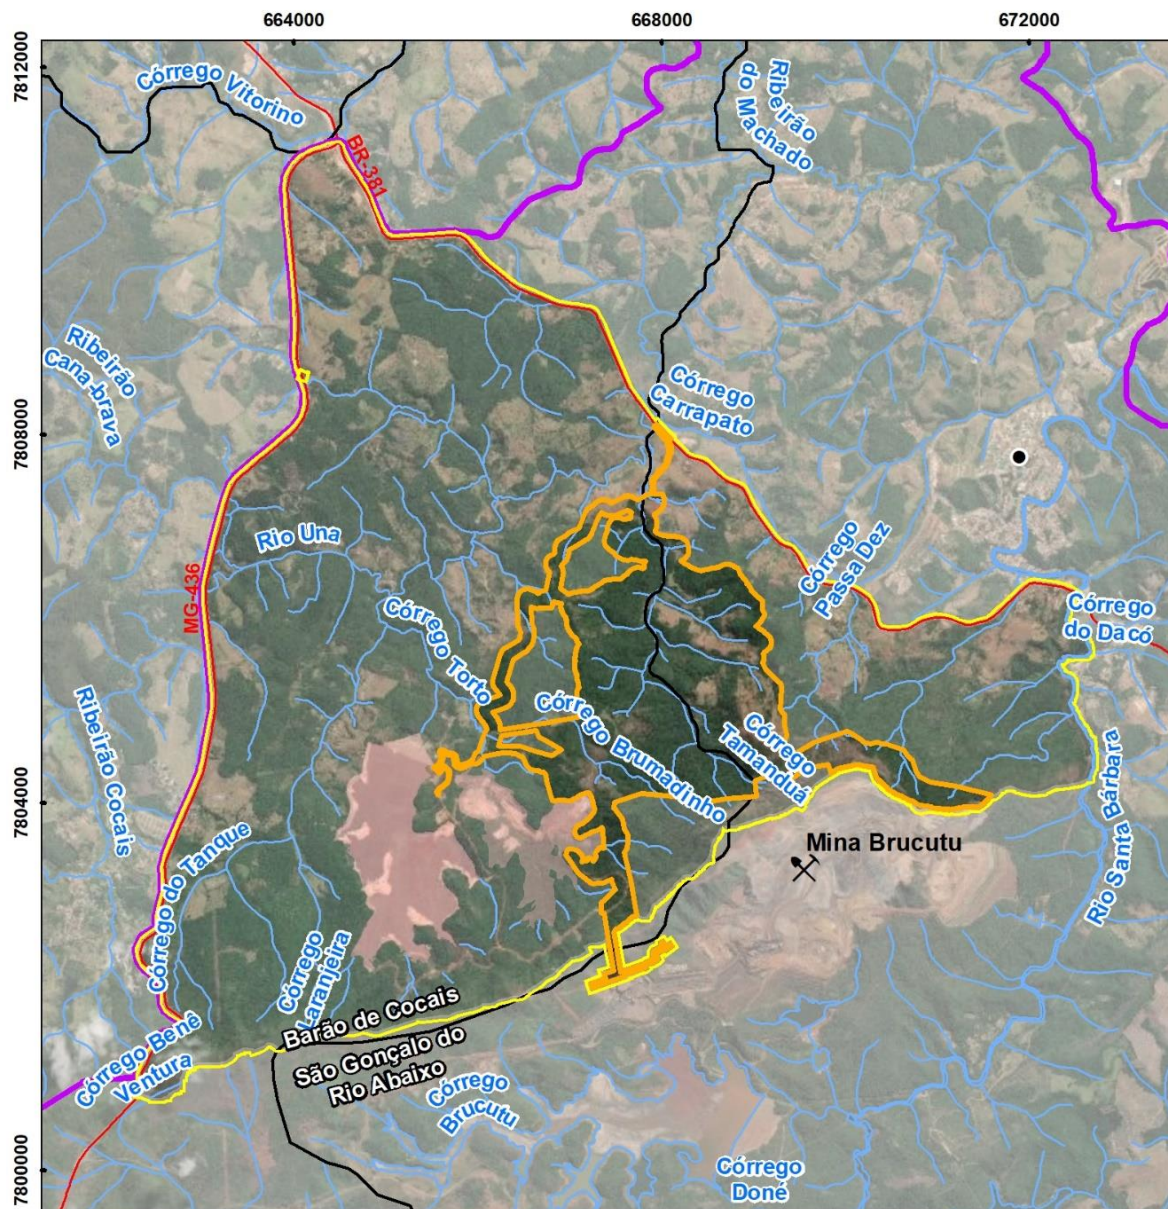 664000
668000
672000
7812000
7808000
7804000
7800000
Córrego Vitorino
Ribeirão
do Machado
BR-381
Ribeirão
Cana-brava
Córrego
Carrapato
Rio Una
MG-436
Córrego
Passa Dez
Córrego
do Dacó
Córrego Torto
Córrego Brumadinho
Córrego
Tamanduá
Ribeirão Cocais
Rio Santa Bárbara
Mina Brucutu
Córrego do Tanque
Córrego
Laranjeira
Barão de Cocais
São Gonçalo do
Rio Abaixo
Córrego Benê
Ventura
Córrego
Brucutu
Córrego
Doné